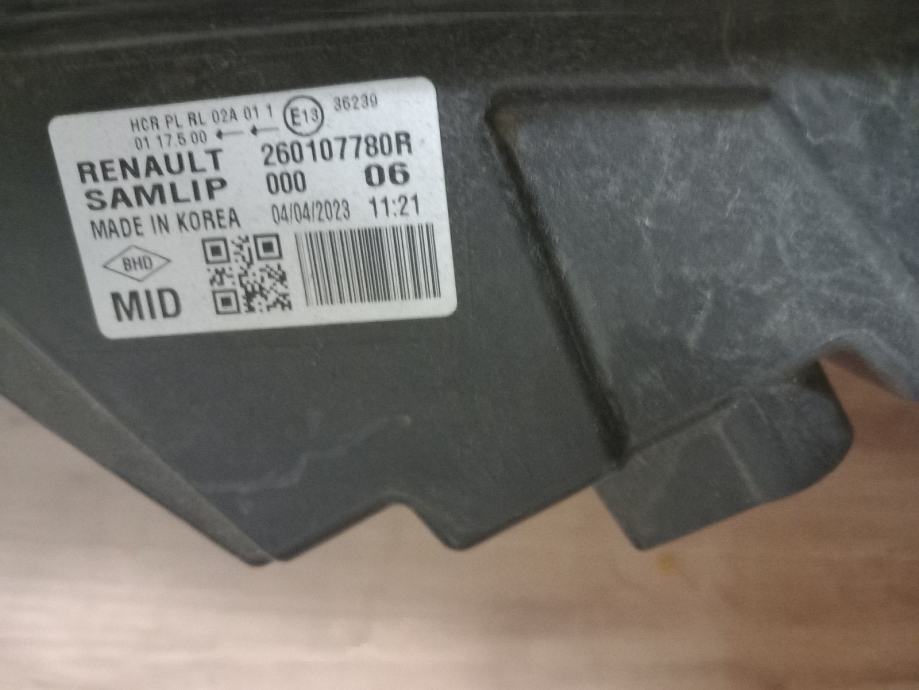 HCR PL RL 02A 01 1 E13 36239
01 17.5 00 ← ←
RENAULT 260107780R
SAMLIP 000 06
MADE IN KOREA 04/04/2023 11:21
BHD
MID